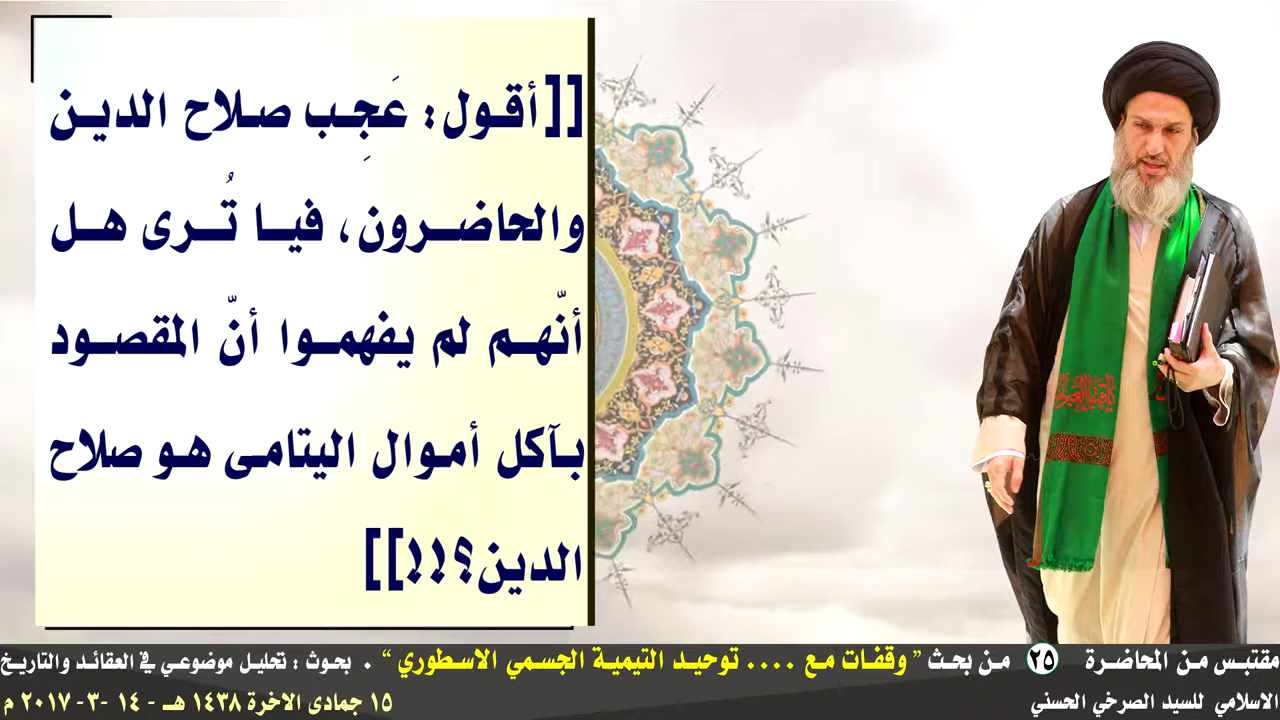 [[أقول: عَجِب صلاح الدين
والحاضرون، فيا تُرى هل
أنّهم لم يفهموا أنّ المقصود
بآكل أموال اليتامى هو صلاح
الدين؟!!]]
مقتبس من المحاضرة ٢٥ من بحث " وقفات مع .... توحيد التيمية الجسمي الاسطوري " . بحوث : تحليل موضوعي في العقائد والتاريخ
الاسلامي للسيد الصرخي الحسني ١٥ جمادى الاخرة ١٤٣٨ هـ - ١٤ -٣- ٢٠١٧ م